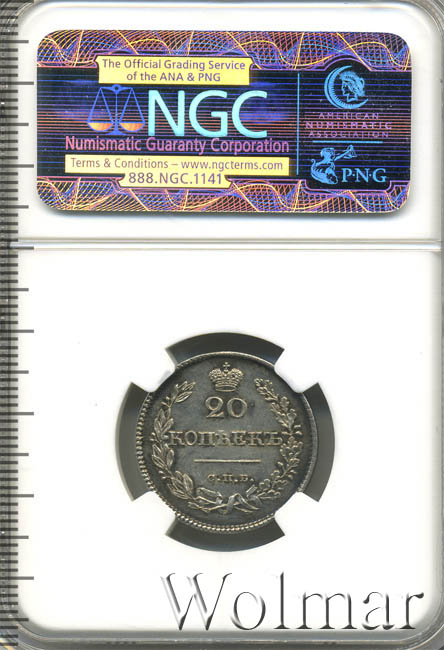 The Official Grading Service
of the ANA & PNG
NGC
Numismatic Guaranty Corporation
Terms & Conditions – www.ngcterms.com
888.NGC.1141
AMERICAN
NUMISMATIC
ASSOCIATION
PNG
20
КОПѢЕКЪ
С.П.Б.
Wolmar